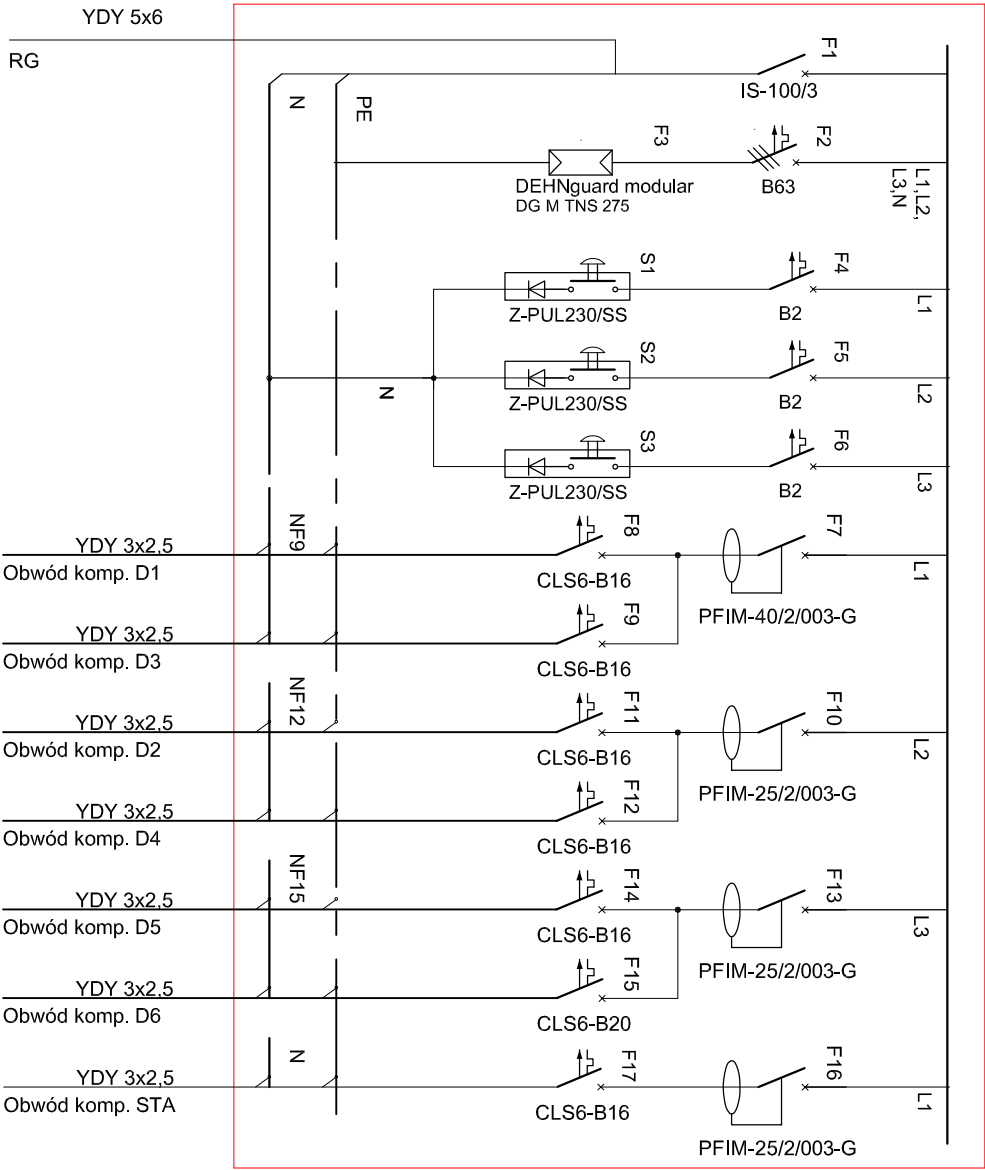 YDY 5x6
RG
N
PE
F1
IS-100/3
F3
DEHNguard modular
DG M TNS 275
F2
B63
L1,L2,
L3,N
S1
Z-PUL230/SS
F4
B2
L1
N
S2
Z-PUL230/SS
F5
B2
L2
S3
Z-PUL230/SS
F6
B2
L3
YDY 3x2,5
Obwód komp. D1
NF9
F8
CLS6-B16
F7
PFIM-40/2/003-G
L1
YDY 3x2,5
Obwód komp. D3
F9
CLS6-B16
YDY 3x2,5
Obwód komp. D2
NF12
F11
CLS6-B16
F10
PFIM-25/2/003-G
L2
YDY 3x2,5
Obwód komp. D4
F12
CLS6-B16
YDY 3x2,5
Obwód komp. D5
NF15
F14
CLS6-B16
F13
PFIM-25/2/003-G
L3
YDY 3x2,5
Obwód komp. D6
F15
CLS6-B20
YDY 3x2,5
Obwód komp. STA
N
F17
CLS6-B16
F16
PFIM-25/2/003-G
L1